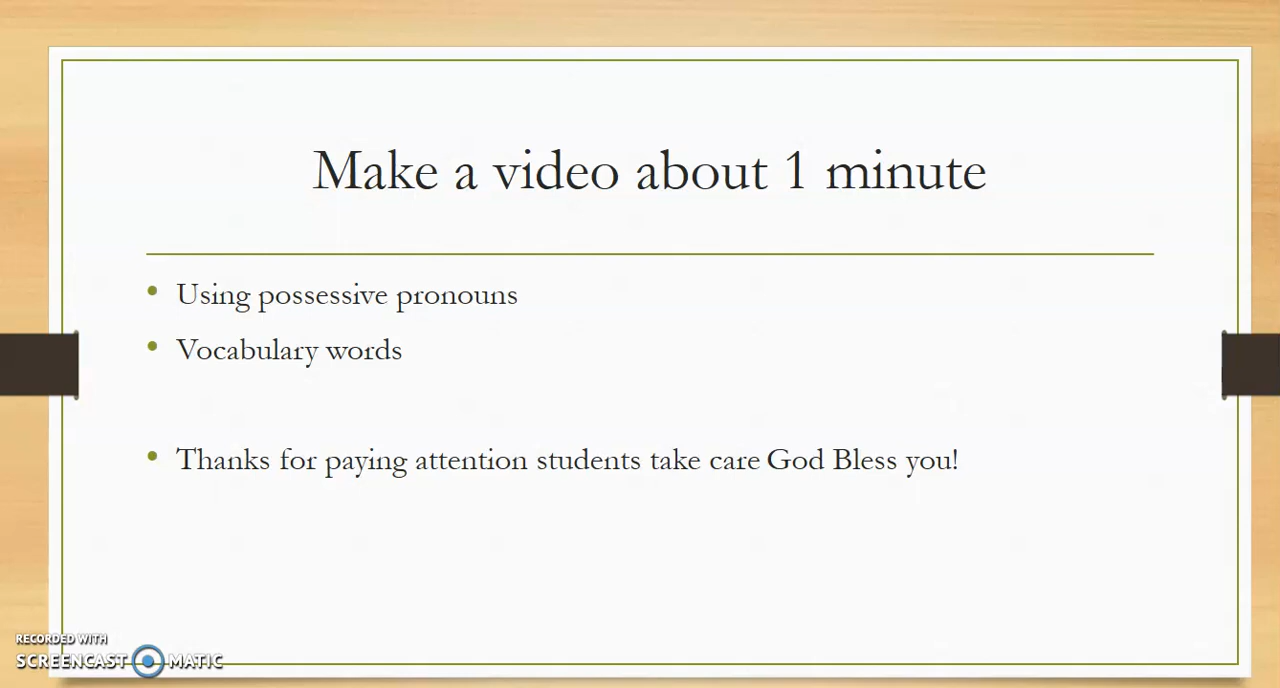 Make a video about 1 minute
Using possessive pronouns
Vocabulary words
Thanks for paying attention students take care God Bless you!
RECORDED WITH
SCREENCAST MATIC